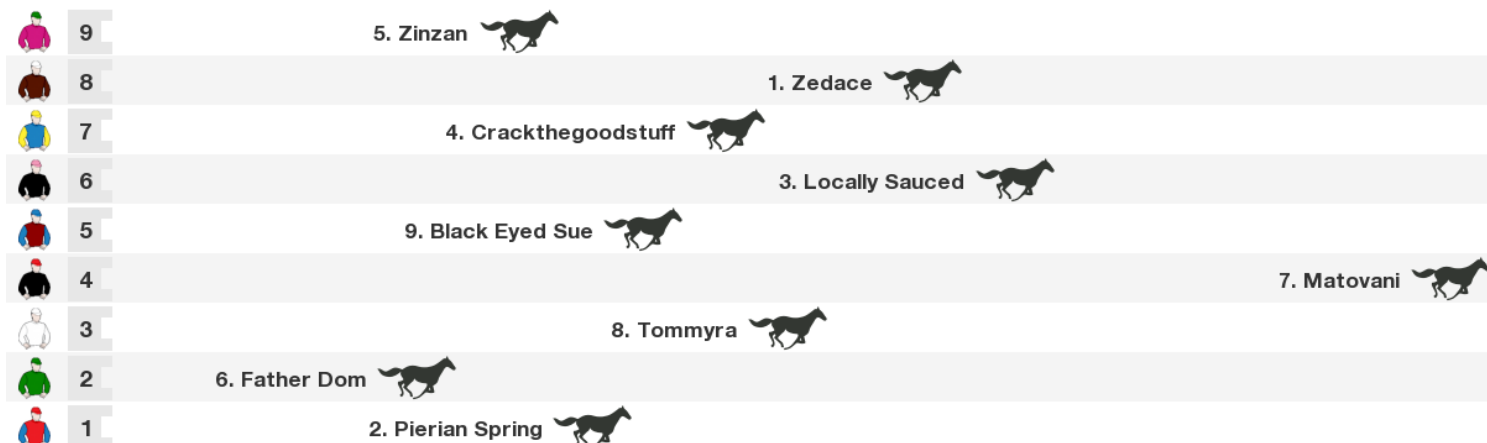 9 5. Zinzan
8 1. Zedace
7 4. Crackthegoodstuff
6 3. Locally Sauced
5 9. Black Eyed Sue
4 7. Matovani
3 8. Tommyra
2 6. Father Dom
1 2. Pierian Spring